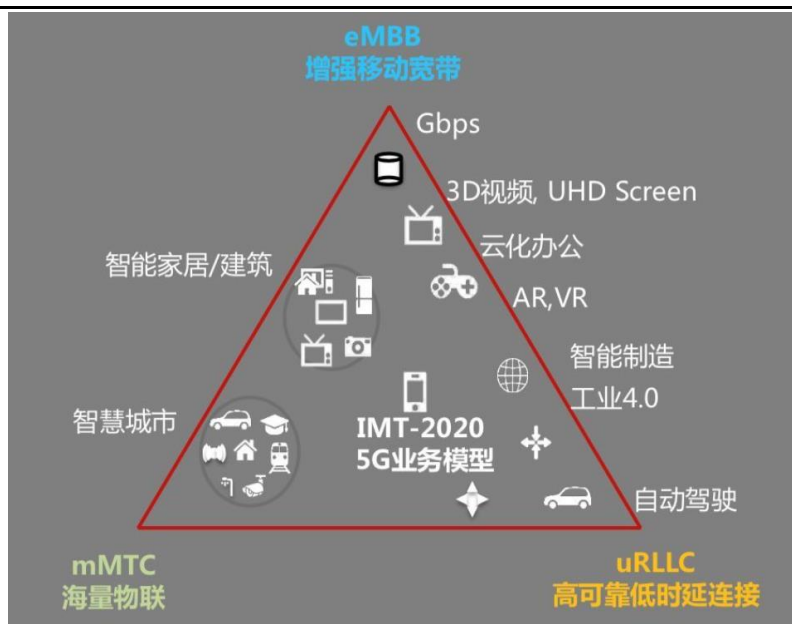 eMBB
增强移动宽带
Gbps
3D视频, UHD Screen
云化办公
智能家居/建筑
AR,VR
智能制造
工业4.0
智慧城市
IMT-2020
5G业务模型
自动驾驶
mMTC
海量物联
uRLLC
高可靠低时延连接